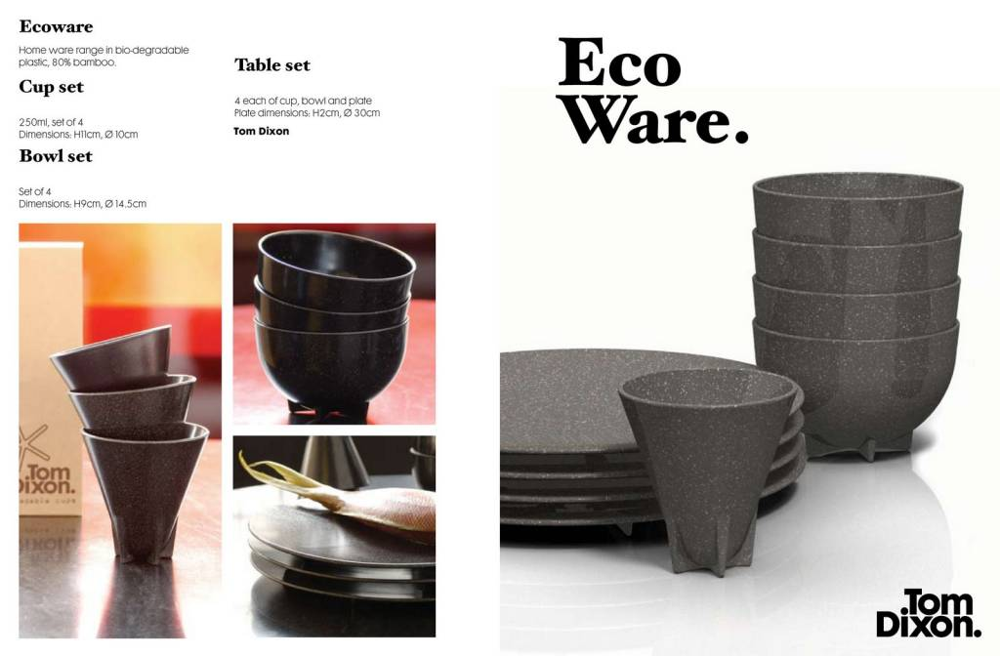 Ecoware
Home ware range in bio-degradable
plastic, 80% bamboo.
Cup set
250ml, set of 4
Dimensions: H11cm, Ø 10cm
Bowl set
Set of 4
Dimensions: H9cm, Ø 14.5cm
Table set
4 each of cup, bowl and plate
Plate dimensions: H2cm, Ø 30cm
Tom Dixon
Tom
Dixon.
Eco
Ware.
Tom
Dixon.